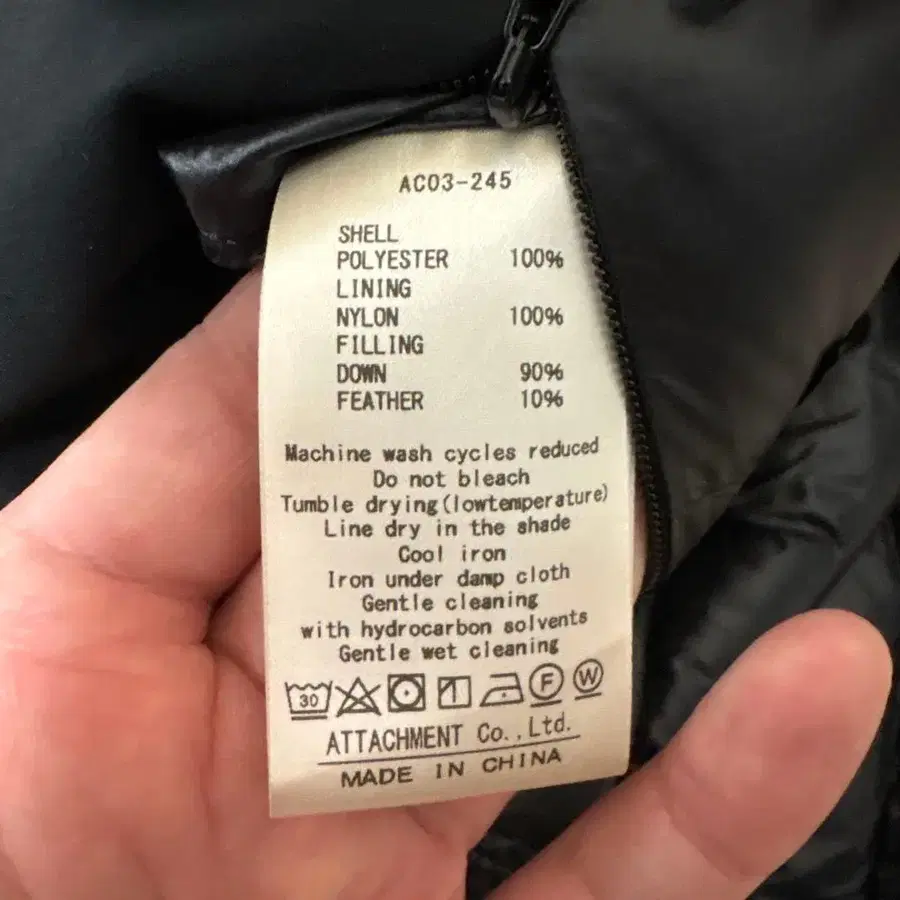 AC03-245
SHELL
POLYESTER 100%
LINING
NYLON 100%
FILLING
DOWN 90%
FEATHER 10%
Machine wash cycles reduced
Do not bleach
Tumble drying(lowtemperature)
Line dry in the shade
Cool iron
Iron under damp cloth
Gentle cleaning
with hydrocarbon solvents
Gentle wet cleaning
30 F W
ATTACHMENT Co.,Ltd.
MADE IN CHINA